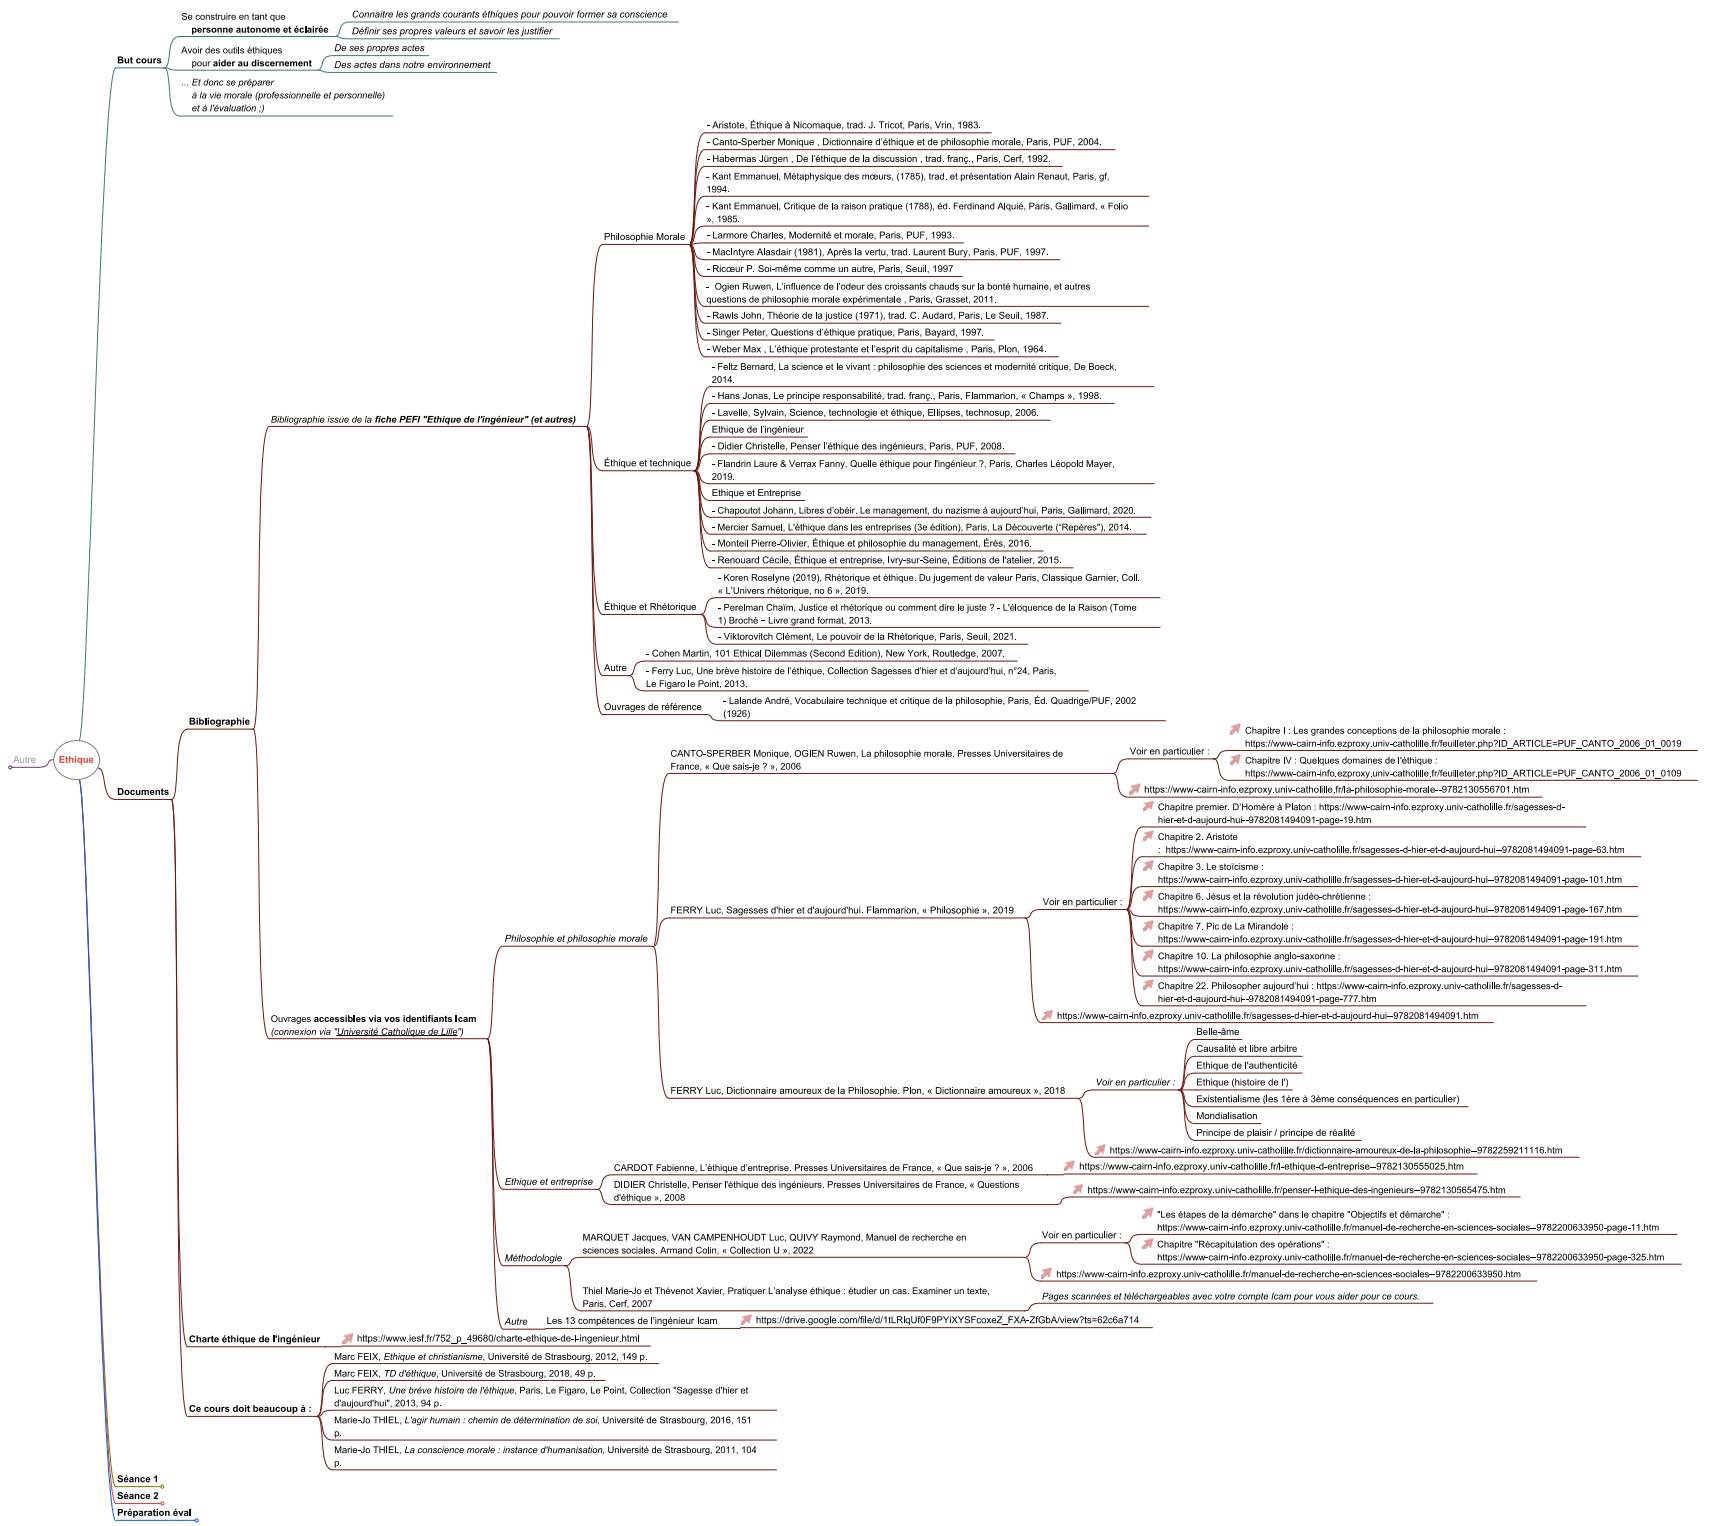 Se construire en tant que
personne autonome et éclairée
Connaitre les grands courants éthiques pour pouvoir former sa conscience
Définir ses propres valeurs et savoir les justifier
But cours
Avoir des outils éthiques
pour aider au discernement
De ses propres actes
Des actes dans notre environnement
... Et donc se préparer
à la vie morale (professionnelle et personnelle)
et à l'évaluation ;)
Autre
Ethique
Documents
Bibliographie
Bibliographie issue de la fiche PEFI "Ethique de l'ingénieur" (et autres)
Philosophie Morale
- Aristote, Éthique à Nicomaque, trad. J. Tricot, Paris, Vrin, 1983.
- Canto-Sperber Monique , Dictionnaire d'éthique et de philosophie morale, Paris, PUF, 2004.
- Habermas Jürgen , De l'éthique de la discussion , trad. franç., Paris, Cerf, 1992.
- Kant Emmanuel, Métaphysique des mœurs, (1785), trad. et présentation Alain Renaut, Paris, gf,
1994.
- Kant Emmanuel, Critique de la raison pratique (1788), éd. Ferdinand Alquié, Paris, Gallimard, « Folio
», 1985.
- Larmore Charles, Modernité et morale, Paris, PUF, 1993.
- MacIntyre Alasdair (1981), Après la vertu, trad. Laurent Bury, Paris, PUF, 1997.
- Ricœur P. Soi-même comme un autre, Paris, Seuil, 1997
- Ogien Ruwen, L'influence de l'odeur des croissants chauds sur la bonté humaine, et autres
questions de philosophie morale expérimentale , Paris, Grasset, 2011.
- Rawls John, Théorie de la justice (1971), trad. C. Audard, Paris, Le Seuil, 1987.
- Singer Peter, Questions d'éthique pratique, Paris, Bayard, 1997.
- Weber Max , L'éthique protestante et l'esprit du capitalisme , Paris, Plon, 1964.
Éthique et technique
- Feltz Bernard, La science et le vivant : philosophie des sciences et modernité critique, De Boeck,
2014.
- Hans Jonas, Le principe responsabilité, trad. franç., Paris, Flammarion, « Champs », 1998.
- Lavelle, Sylvain, Science, technologie et éthique, Ellipses, technosup, 2006.
Ethique de l'ingénieur
- Didier Christelle, Penser l'éthique des ingénieurs, Paris, PUF, 2008.
- Flandrin Laure & Verrax Fanny, Quelle éthique pour l'ingénieur ?, Paris, Charles Léopold Mayer,
2019.
Ethique et Entreprise
- Chapoutot Johann, Libres d'obéir. Le management, du nazisme à aujourd'hui, Paris, Gallimard, 2020.
- Mercier Samuel, L'éthique dans les entreprises (3e édition), Paris, La Découverte ("Repères"), 2014.
- Monteil Pierre-Olivier, Éthique et philosophie du management, Érès, 2016.
- Renouard Cécile, Éthique et entreprise, Ivry-sur-Seine, Éditions de l'atelier, 2015.
Éthique et Rhétorique
- Koren Roselyne (2019), Rhétorique et éthique. Du jugement de valeur Paris, Classique Garnier, Coll.
« L'Univers rhétorique, no 6 », 2019.
- Perelman Chaïm, Justice et rhétorique ou comment dire le juste ? - L'éloquence de la Raison (Tome
1) Broché – Livre grand format, 2013.
- Viktorovitch Clément, Le pouvoir de la Rhétorique, Paris, Seuil, 2021.
Autre
- Cohen Martin, 101 Ethical Dilemmas (Second Edition), New York, Routledge, 2007.
- Ferry Luc, Une brève histoire de l'éthique, Collection Sagesses d'hier et d'aujourd'hui, n°24, Paris,
Le Figaro le Point, 2013.
Ouvrages de référence
- Lalande André, Vocabulaire technique et critique de la philosophie, Paris, Éd. Quadrige/PUF, 2002
(1926)
Ouvrages accessibles via vos identifiants Icam
(connexion via "Université Catholique de Lille")
Philosophie et philosophie morale
CANTO-SPERBER Monique, OGIEN Ruwen, La philosophie morale. Presses Universitaires de
France, « Que sais-je ? », 2006
Voir en particulier :
Chapitre I : Les grandes conceptions de la philosophie morale :
https://www-cairn-info.ezproxy.univ-catholille.fr/feuilleter.php?ID_ARTICLE=PUF_CANTO_2006_01_0019
Chapitre IV : Quelques domaines de l'éthique :
https://www-cairn-info.ezproxy.univ-catholille.fr/feuilleter.php?ID_ARTICLE=PUF_CANTO_2006_01_0109
https://www-cairn-info.ezproxy.univ-catholille.fr/la-philosophie-morale--9782130556701.htm
FERRY Luc, Sagesses d'hier et d'aujourd'hui. Flammarion, « Philosophie », 2019
Voir en particulier :
Chapitre premier. D'Homère à Platon : https://www-cairn-info.ezproxy.univ-catholille.fr/sagesses-d-
hier-et-d-aujourd-hui--9782081494091-page-19.htm
Chapitre 2. Aristote
: https://www-cairn-info.ezproxy.univ-catholille.fr/sagesses-d-hier-et-d-aujourd-hui--9782081494091-page-63.htm
Chapitre 3. Le stoïcisme :
https://www-cairn-info.ezproxy.univ-catholille.fr/sagesses-d-hier-et-d-aujourd-hui--9782081494091-page-101.htm
Chapitre 6. Jésus et la révolution judéo-chrétienne :
https://www-cairn-info.ezproxy.univ-catholille.fr/sagesses-d-hier-et-d-aujourd-hui--9782081494091-page-167.htm
Chapitre 7. Pic de La Mirandole :
https://www-cairn-info.ezproxy.univ-catholille.fr/sagesses-d-hier-et-d-aujourd-hui--9782081494091-page-191.htm
Chapitre 10. La philosophie anglo-saxonne :
https://www-cairn-info.ezproxy.univ-catholille.fr/sagesses-d-hier-et-d-aujourd-hui--9782081494091-page-311.htm
Chapitre 22. Philosopher aujourd'hui : https://www-cairn-info.ezproxy.univ-catholille.fr/sagesses-d-
hier-et-d-aujourd-hui--9782081494091-page-777.htm
https://www-cairn-info.ezproxy.univ-catholille.fr/sagesses-d-hier-et-d-aujourd-hui--9782081494091.htm
FERRY Luc, Dictionnaire amoureux de la Philosophie. Plon, « Dictionnaire amoureux », 2018
Voir en particulier :
Belle-âme
Causalité et libre arbitre
Ethique de l'authenticité
Ethique (histoire de l')
Existentialisme (les 1ère à 3ème conséquences en particulier)
Mondialisation
Principe de plaisir / principe de réalité
https://www-cairn-info.ezproxy.univ-catholille.fr/dictionnaire-amoureux-de-la-philosophie--9782259211116.htm
Ethique et entreprise
CARDOT Fabienne, L'éthique d'entreprise. Presses Universitaires de France, « Que sais-je ? », 2006
https://www-cairn-info.ezproxy.univ-catholille.fr/l-ethique-d-entreprise--9782130555025.htm
DIDIER Christelle, Penser l'éthique des ingénieurs. Presses Universitaires de France, « Questions
d'éthique », 2008
https://www-cairn-info.ezproxy.univ-catholille.fr/penser-l-ethique-des-ingenieurs--9782130565475.htm
Méthodologie
MARQUET Jacques, VAN CAMPENHOUDT Luc, QUIVY Raymond, Manuel de recherche en
sciences sociales. Armand Colin, « Collection U », 2022
Voir en particulier :
"Les étapes de la démarche" dans le chapitre "Objectifs et démarche" :
https://www-cairn-info.ezproxy.univ-catholille.fr/manuel-de-recherche-en-sciences-sociales--9782200633950-page-11.htm
Chapitre "Récapitulation des opérations" :
https://www-cairn-info.ezproxy.univ-catholille.fr/manuel-de-recherche-en-sciences-sociales--9782200633950-page-325.htm
https://www-cairn-info.ezproxy.univ-catholille.fr/manuel-de-recherche-en-sciences-sociales--9782200633950.htm
Thiel Marie-Jo et Thévenot Xavier, Pratiquer L'analyse éthique : étudier un cas. Examiner un texte,
Paris, Cerf, 2007
Pages scannées et téléchargeables avec votre compte Icam pour vous aider pour ce cours.
Autre
Les 13 compétences de l'ingénieur Icam
https://drive.google.com/file/d/1tLRIqUf0F9PYiXYSFcoxeZ_FXA-ZfGbA/view?ts=62c6a714
Charte éthique de l'ingénieur
https://www.iesf.fr/752_p_49680/charte-ethique-de-l-ingenieur.html
Ce cours doit beaucoup à :
Marc FEIX, Ethique et christianisme, Université de Strasbourg, 2012, 149 p.
Marc FEIX, TD d'éthique, Université de Strasbourg, 2018, 49 p.
Luc FERRY, Une brève histoire de l'éthique, Paris, Le Figaro, Le Point, Collection "Sagesse d'hier et
d'aujourd'hui", 2013, 94 p.
Marie-Jo THIEL, L'agir humain : chemin de détermination de soi, Université de Strasbourg, 2016, 151
p.
Marie-Jo THIEL, La conscience morale : instance d'humanisation, Université de Strasbourg, 2011, 104
p.
Séance 1
Séance 2
Préparation éval